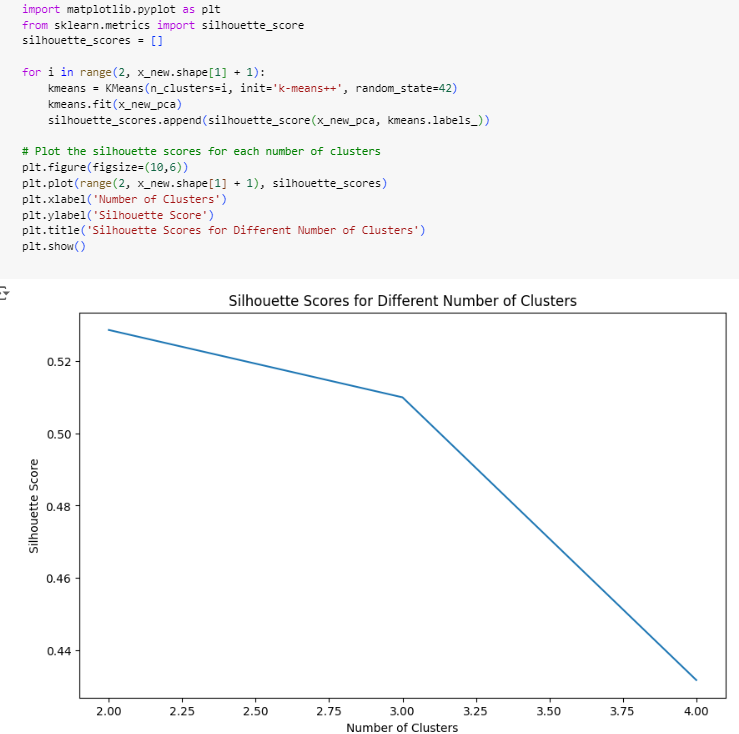 import matplotlib.pyplot as plt
from sklearn.metrics import silhouette_score
silhouette_scores = []
for i in range(2, x_new.shape[1] + 1):
    kmeans = KMeans(n_clusters=i, init='k-means++', random_state=42)
    kmeans.fit(x_new_pca)
    silhouette_scores.append(silhouette_score(x_new_pca, kmeans.labels_))
# Plot the silhouette scores for each number of clusters
plt.figure(figsize=(10,6))
plt.plot(range(2, x_new.shape[1] + 1), silhouette_scores)
plt.xlabel('Number of Clusters')
plt.ylabel('Silhouette Score')
plt.title('Silhouette Scores for Different Number of Clusters')
plt.show()
Silhouette Scores for Different Number of Clusters
0.52
0.50
0.48
0.46
0.44
Silhouette Score
2.00 2.25 2.50 2.75 3.00 3.25 3.50 3.75 4.00
Number of Clusters